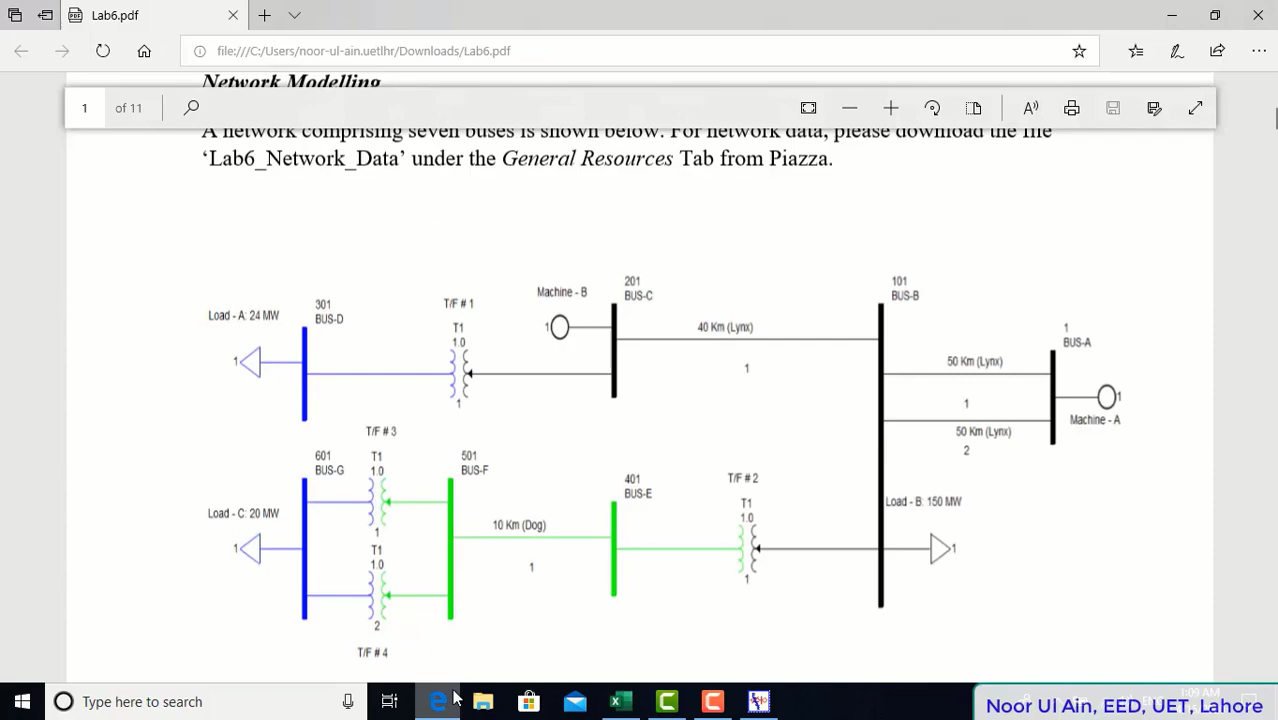 Lab6.pdf
file:///C:/Users/noor-ul-ain.uetlhr/Downloads/Lab6.pdf
Network Modelling
1 of 11
A network comprising seven buses is shown below. For network data, please download the file
‘Lab6_Network_Data’ under the General Resources Tab from Piazza.
201
BUS-C
101
BUS-B
Machine - B
301
BUS-D
T/F # 1
Load - A: 24 MW
T1
1.0
1
1
1
40 Km (Lynx)
1
1
BUS-A
50 Km (Lynx)
1
1
Machine - A
50 Km (Lynx)
2
T/F # 3
601
BUS-G
T1
1.0
501
BUS-F
401
BUS-E
T/F # 2
T1
1.0
Load - B: 150 MW
Load - C: 20 MW
1
10 Km (Dog)
1
1
T1
1.0
1
1
2
T/F # 4
Type here to search
1:09 AM
Noor Ul Ain, EED, UET, Lahore